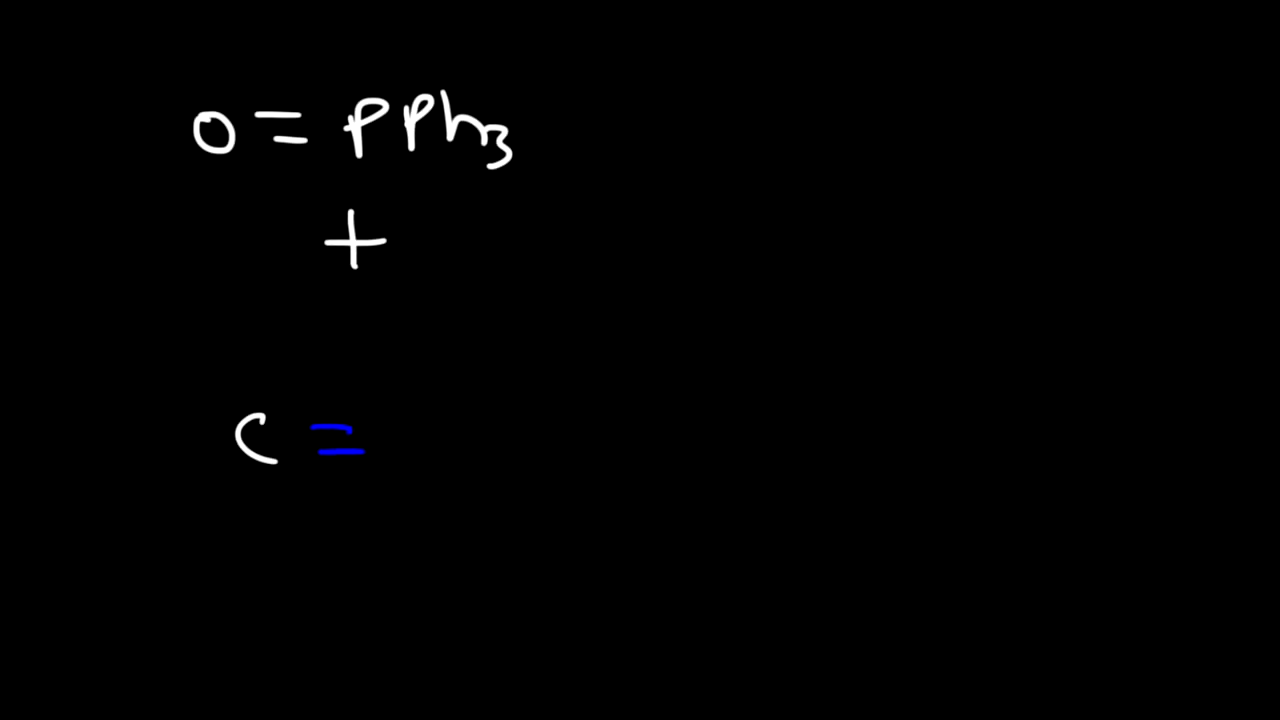 O = PPh3
+
C =